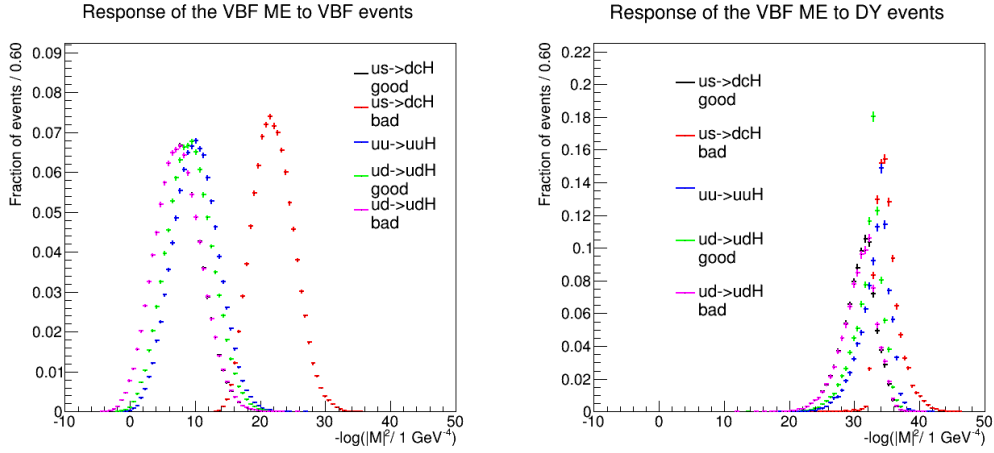 Response of the VBF ME to VBF events
Fraction of events / 0.60
0.09
0.08
0.07
0.06
0.05
0.04
0.03
0.02
0.01
0
-10
0
10
20
30
40
50
-log(|M|²/ 1 GeV⁻⁴)
us->dcH
good
us->dcH
bad
uu->uuH
ud->udH
good
ud->udH
bad
Response of the VBF ME to DY events
Fraction of events / 0.60
0.22
0.2
0.18
0.16
0.14
0.12
0.1
0.08
0.06
0.04
0.02
0
-10
0
10
20
30
40
50
-log(|M|²/ 1 GeV⁻⁴)
us->dcH
good
us->dcH
bad
uu->uuH
ud->udH
good
ud->udH
bad